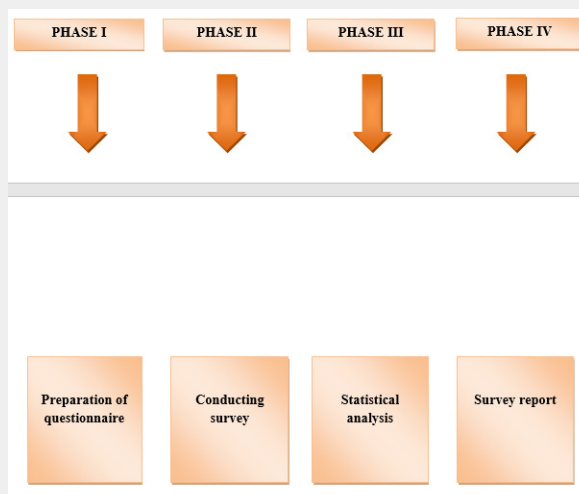 PHASE I
PHASE II
PHASE III
PHASE IV
Preparation of
questionnaire
Conducting
survey
Statistical
analysis
Survey report